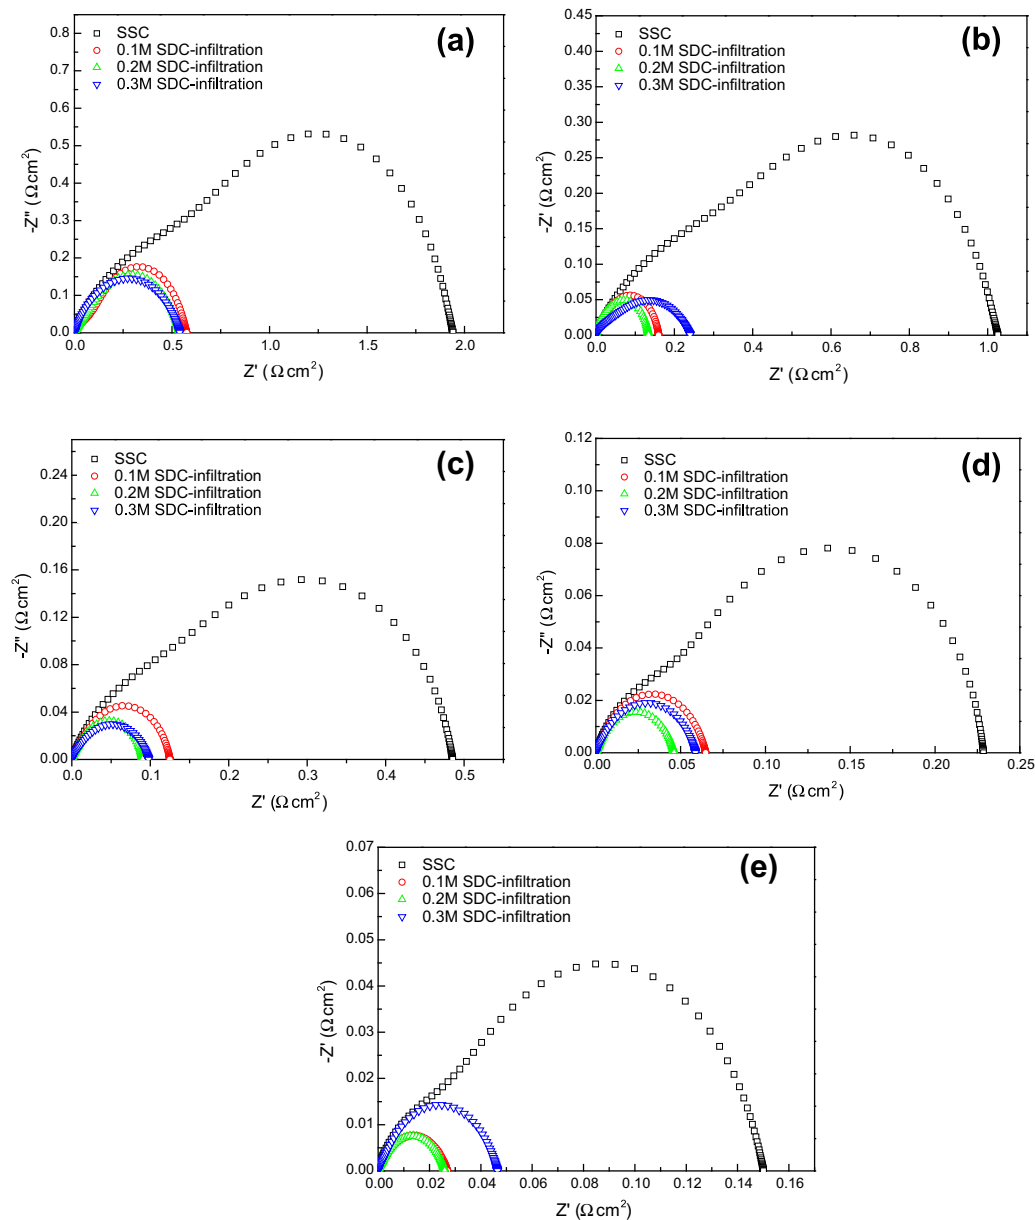 (a)
SSC
0.1M SDC-infiltration
0.2M SDC-infiltration
0.3M SDC-infiltration
0.8
0.7
0.6
0.5
0.4
0.3
0.2
0.1
0.0
-Z'' (Ω cm²)
0.0 0.5 1.0 1.5 2.0
Z' (Ω cm²)
(b)
SSC
0.1M SDC-infiltration
0.2M SDC-infiltration
0.3M SDC-infiltration
0.45
0.40
0.35
0.30
0.25
0.20
0.15
0.10
0.05
0.00
-Z' (Ω cm²)
0.0 0.2 0.4 0.6 0.8 1.0
Z' (Ω cm²)
(c)
SSC
0.1M SDC-infiltration
0.2M SDC-infiltration
0.3M SDC-infiltration
0.24
0.20
0.16
0.12
0.08
0.04
0.00
-Z'' (Ω cm²)
0.0 0.1 0.2 0.3 0.4 0.5
Z' (Ω cm²)
(d)
SSC
0.1M SDC-infiltration
0.2M SDC-infiltration
0.3M SDC-infiltration
0.12
0.10
0.08
0.06
0.04
0.02
0.00
-Z' (Ω cm²)
0.00 0.05 0.10 0.15 0.20 0.25
Z' (Ω cm²)
(e)
SSC
0.1M SDC-infiltration
0.2M SDC-infiltration
0.3M SDC-infiltration
0.07
0.06
0.05
0.04
0.03
0.02
0.01
0.00
-Z' (Ω cm²)
0.00 0.02 0.04 0.06 0.08 0.10 0.12 0.14 0.16
Z' (Ω cm²)